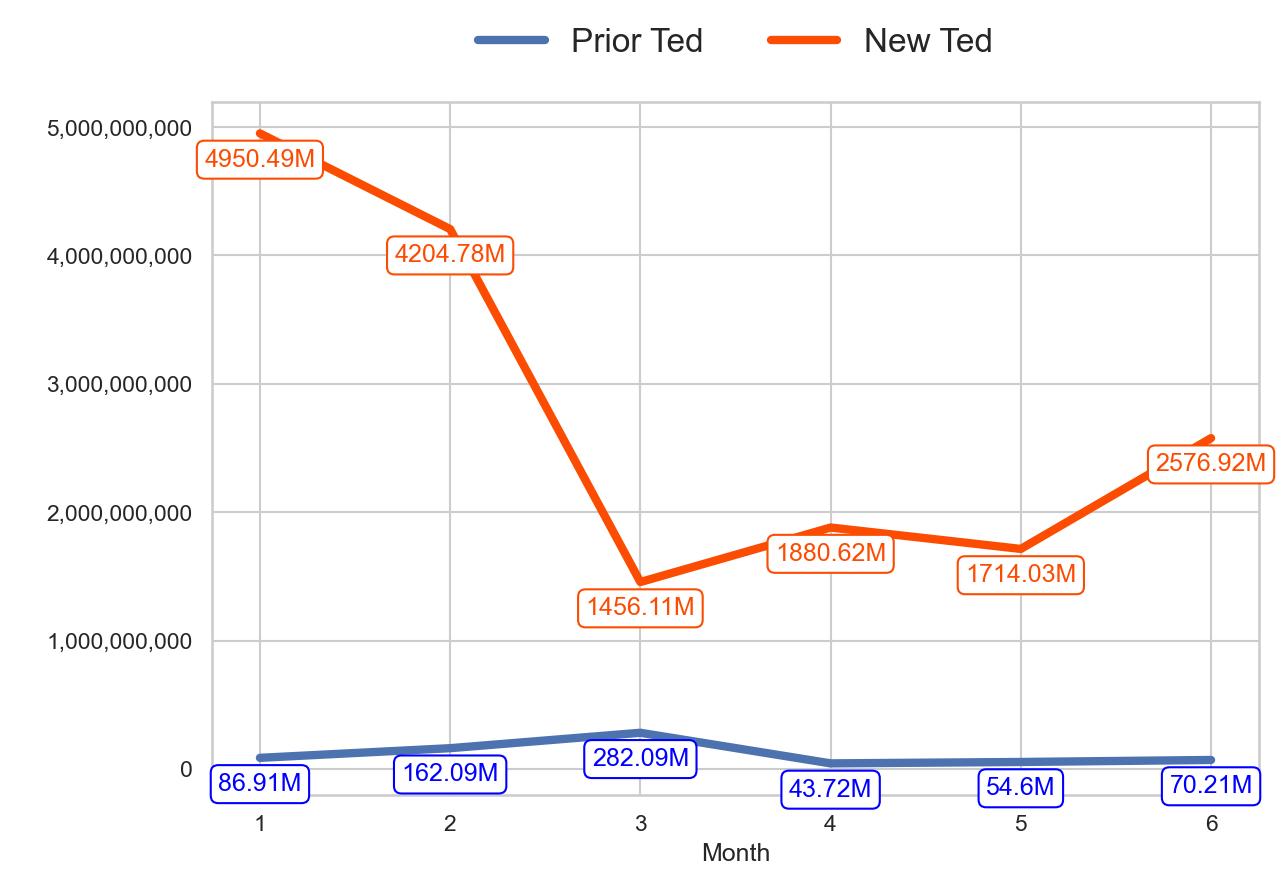 Prior Ted New Ted
5,000,000,000
4950.49M
4,000,000,000
4204.78M
3,000,000,000
2576.92M
2,000,000,000
1880.62M
1714.03M
1456.11M
1,000,000,000
282.09M
0
162.09M
86.91M
43.72M
54.6M
70.21M
1 2 3 4 5 6
Month